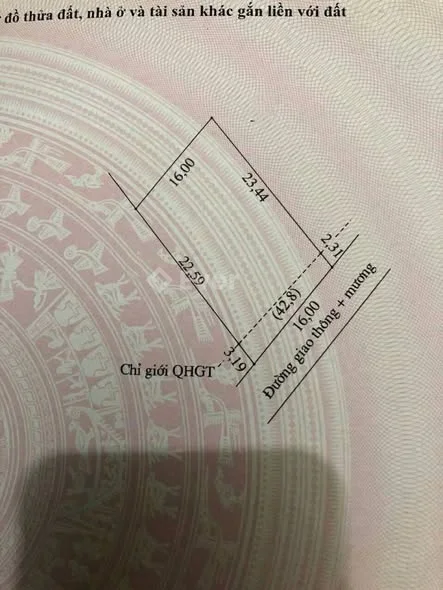 đồ thửa đất, nhà ở và tài sản khác gắn liền với đất
16,00
23,44
2,31
22,59
(42,8)
16,00
3,19
Chỉ giới QHGT
Đường giao thông + mương